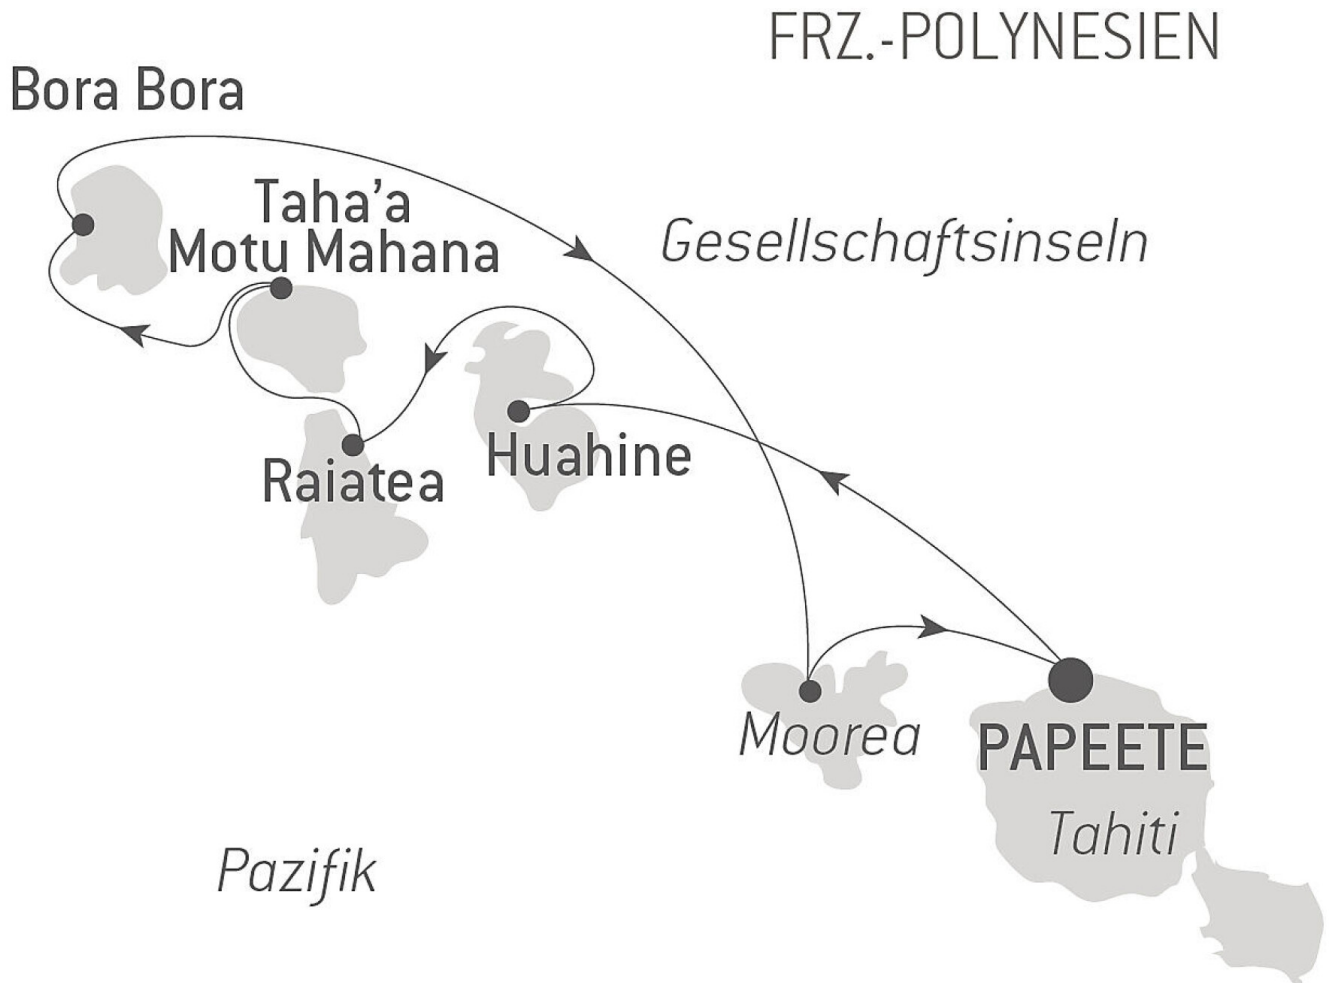 FRZ.-POLYNESIEN
Bora Bora
Taha’a
Motu Mahana
Gesellschaftsinseln
Huahine
Raiatea
Moorea
PAPEETE
Tahiti
Pazifik